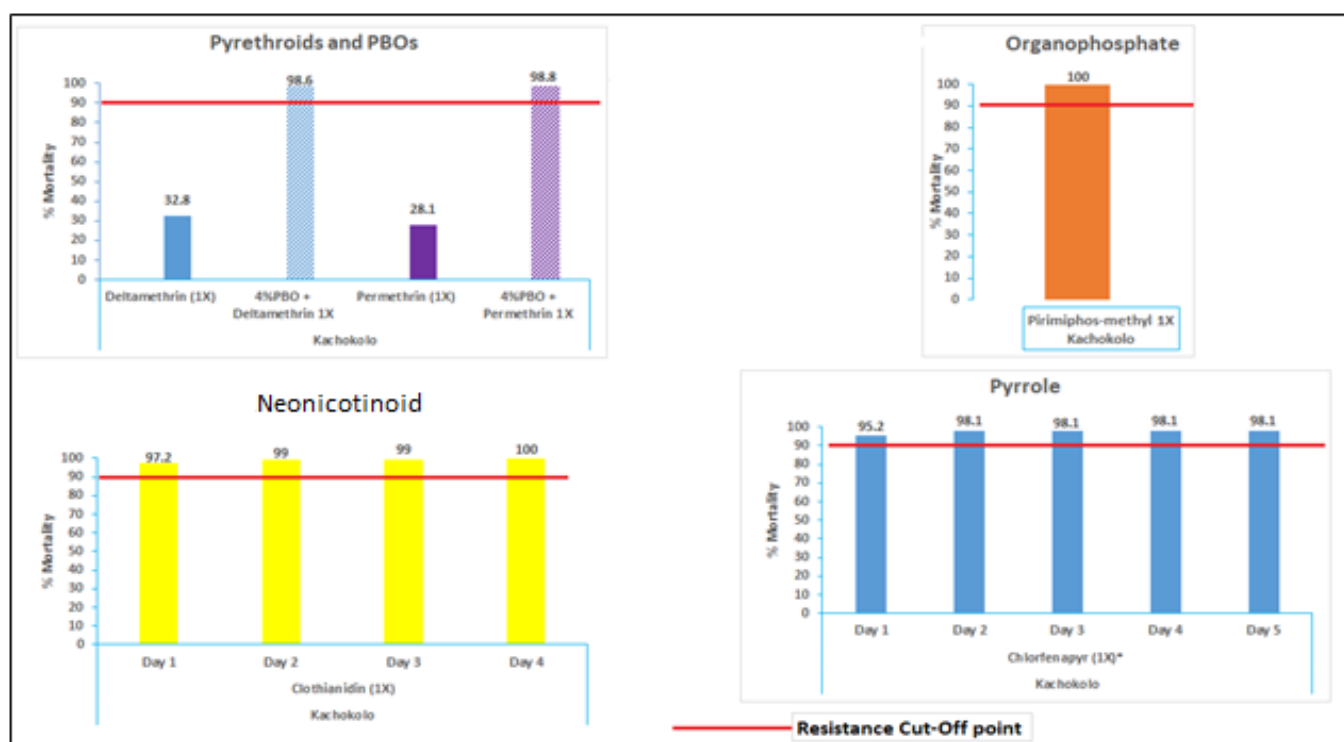 Pyrethroids and PBOs
% Mortality
100
90
80
70
60
50
40
30
20
10
0
32.8
98.6
28.1
98.8
Deltamethrin (1X)
4%PBO +
Deltamethrin 1X
Permethrin (1X)
4%PBO +
Permethrin 1X
Kachokolo
Organophosphate
% Mortality
100
90
80
70
60
50
40
30
20
10
0
100
Pirimiphos-methyl 1X
Kachokolo
Neonicotinoid
% Mortality
100
90
80
70
60
50
40
30
20
10
0
97.2
99
99
100
Day 1
Day 2
Day 3
Day 4
Clothianidin (1X)
Kachokolo
Pyrrole
% Mortality
100
90
80
70
60
50
40
30
20
10
0
95.2
98.1
98.1
98.1
98.1
Day 1
Day 2
Day 3
Day 4
Day 5
Chlorfenapyr (1X)*
Kachokolo
Resistance Cut-Off point